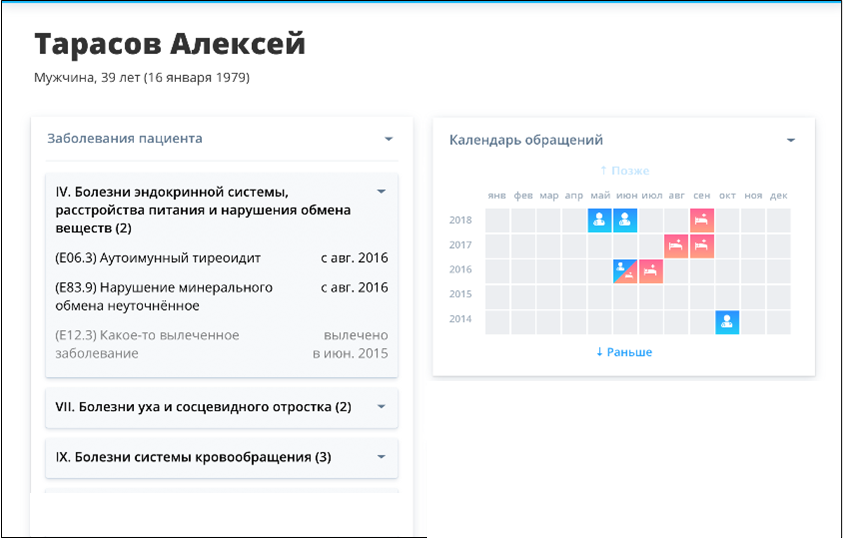 Тарасов Алексей
Мужчина, 39 лет (16 января 1979)
Заболевания пациента
IV. Болезни эндокринной системы,
расстройства питания и нарушения обмена
веществ (2)
(E06.3) Аутоимунный тиреоидит с авг. 2016
(E83.9) Нарушение минерального с авг. 2016
обмена неуточнённое
(E12.3) Какое-то вылеченное вылечено
заболевание в июн. 2015
VII. Болезни уха и сосцевидного отростка (2)
IX. Болезни системы кровообращения (3)
Календарь обращений
↑ Позже
янв фев мар апр май июн июл авг сен окт ноя дек
2018
2017
2016
2015
2014
↓ Раньше